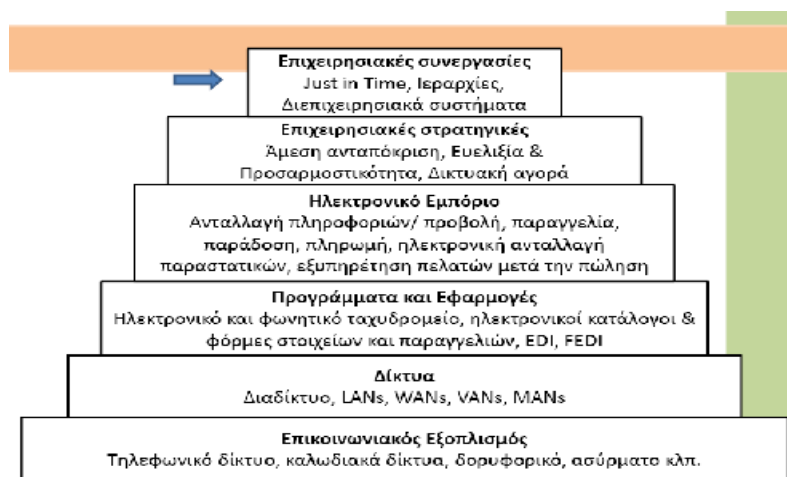 Επιχειρησιακές συνεργασίες
Just in Time, Ιεραρχίες,
Διεπιχειρησιακά συστήματα
Επιχειρησιακές στρατηγικές
Άμεση ανταπόκριση, Ευελιξία &
Προσαρμοστικότητα, Δικτυακή αγορά
Ηλεκτρονικό Εμπόριο
Ανταλλαγή πληροφοριών/ προβολή, παραγγελία,
παράδοση, πληρωμή, ηλεκτρονική ανταλλαγή
παραστατικών, εξυπηρέτηση πελατών μετά την πώληση
Προγράμματα και Εφαρμογές
Ηλεκτρονικό και φωνητικό ταχυδρομείο, ηλεκτρονικοί κατάλογοι &
φόρμες στοιχείων και παραγγελιών, EDI, FEDI
Δίκτυα
Διαδίκτυο, LANs, WANs, VANs, MANs
Επικοινωνιακός Εξοπλισμός
Τηλεφωνικό δίκτυο, καλωδιακά δίκτυα, δορυφορικό, ασύρματο κλπ.